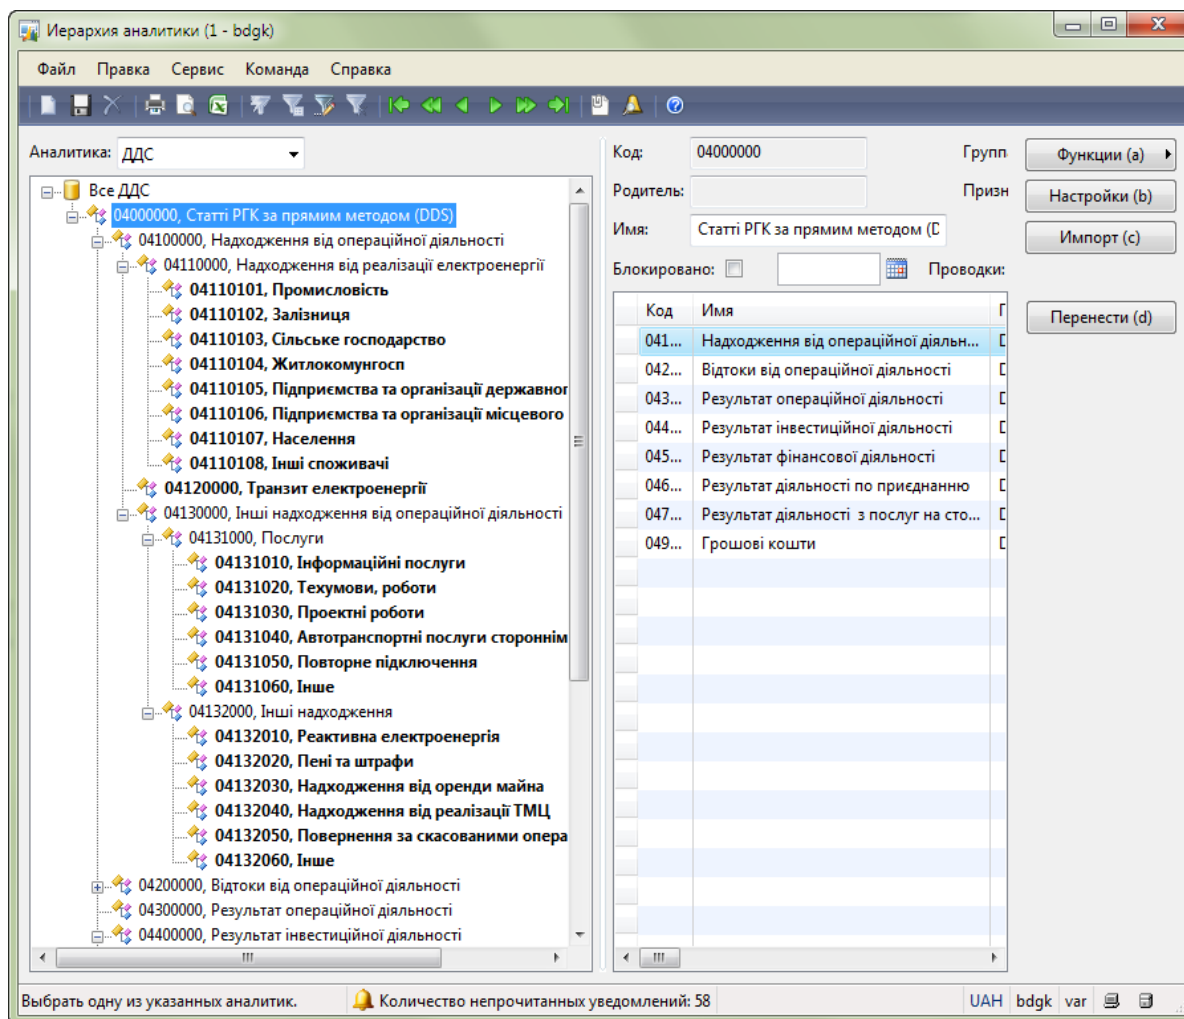 Иерархия аналитики (1 - bdgk)
Файл Правка Сервис Команда Справка
Аналитика: ДДС
Все ДДС
04000000, Статті РГК за прямим методом (DDS)
04100000, Надходження від операційної діяльності
04110000, Надходження від реалізації електроенергії
04110101, Промисловість
04110102, Залізниця
04110103, Сільське господарство
04110104, Житлокомунгосп
04110105, Підприємства та організації державног
04110106, Підприємства та організації місцевого
04110107, Населення
04110108, Інші споживачі
04120000, Транзит електроенергії
04130000, Інші надходження від операційної діяльності
04131000, Послуги
04131010, Інформаційні послуги
04131020, Техумови, роботи
04131030, Проектні роботи
04131040, Автотранспортні послуги стороннім
04131050, Повторне підключення
04131060, Інше
04132000, Інші надходження
04132010, Реактивна електроенергія
04132020, Пені та штрафи
04132030, Надходження від оренди майна
04132040, Надходження від реалізації ТМЦ
04132050, Повернення за скасованими опера
04132060, Інше
04200000, Відтоки від операційної діяльності
04300000, Результат операційної діяльності
04400000, Результат інвестиційної діяльності
Код: 04000000 Групп
Родитель: Призн
Имя: Статті РГК за прямим методом (D
Блокировано: Проводки:
Код Имя
041... Надходження від операційної діяльн...
042... Відтоки від операційної діяльності
043... Результат операційної діяльності
044... Результат інвестиційної діяльності
045... Результат фінансової діяльності
046... Результат діяльності по приєднанню
047... Результат діяльності з послуг на сто...
049... Грошові кошти
Функции (a)
Настройки (b)
Импорт (c)
Перенести (d)
Выбрать одну из указанных аналитик. Количество непрочитанных уведомлений: 58 UAH bdgk var